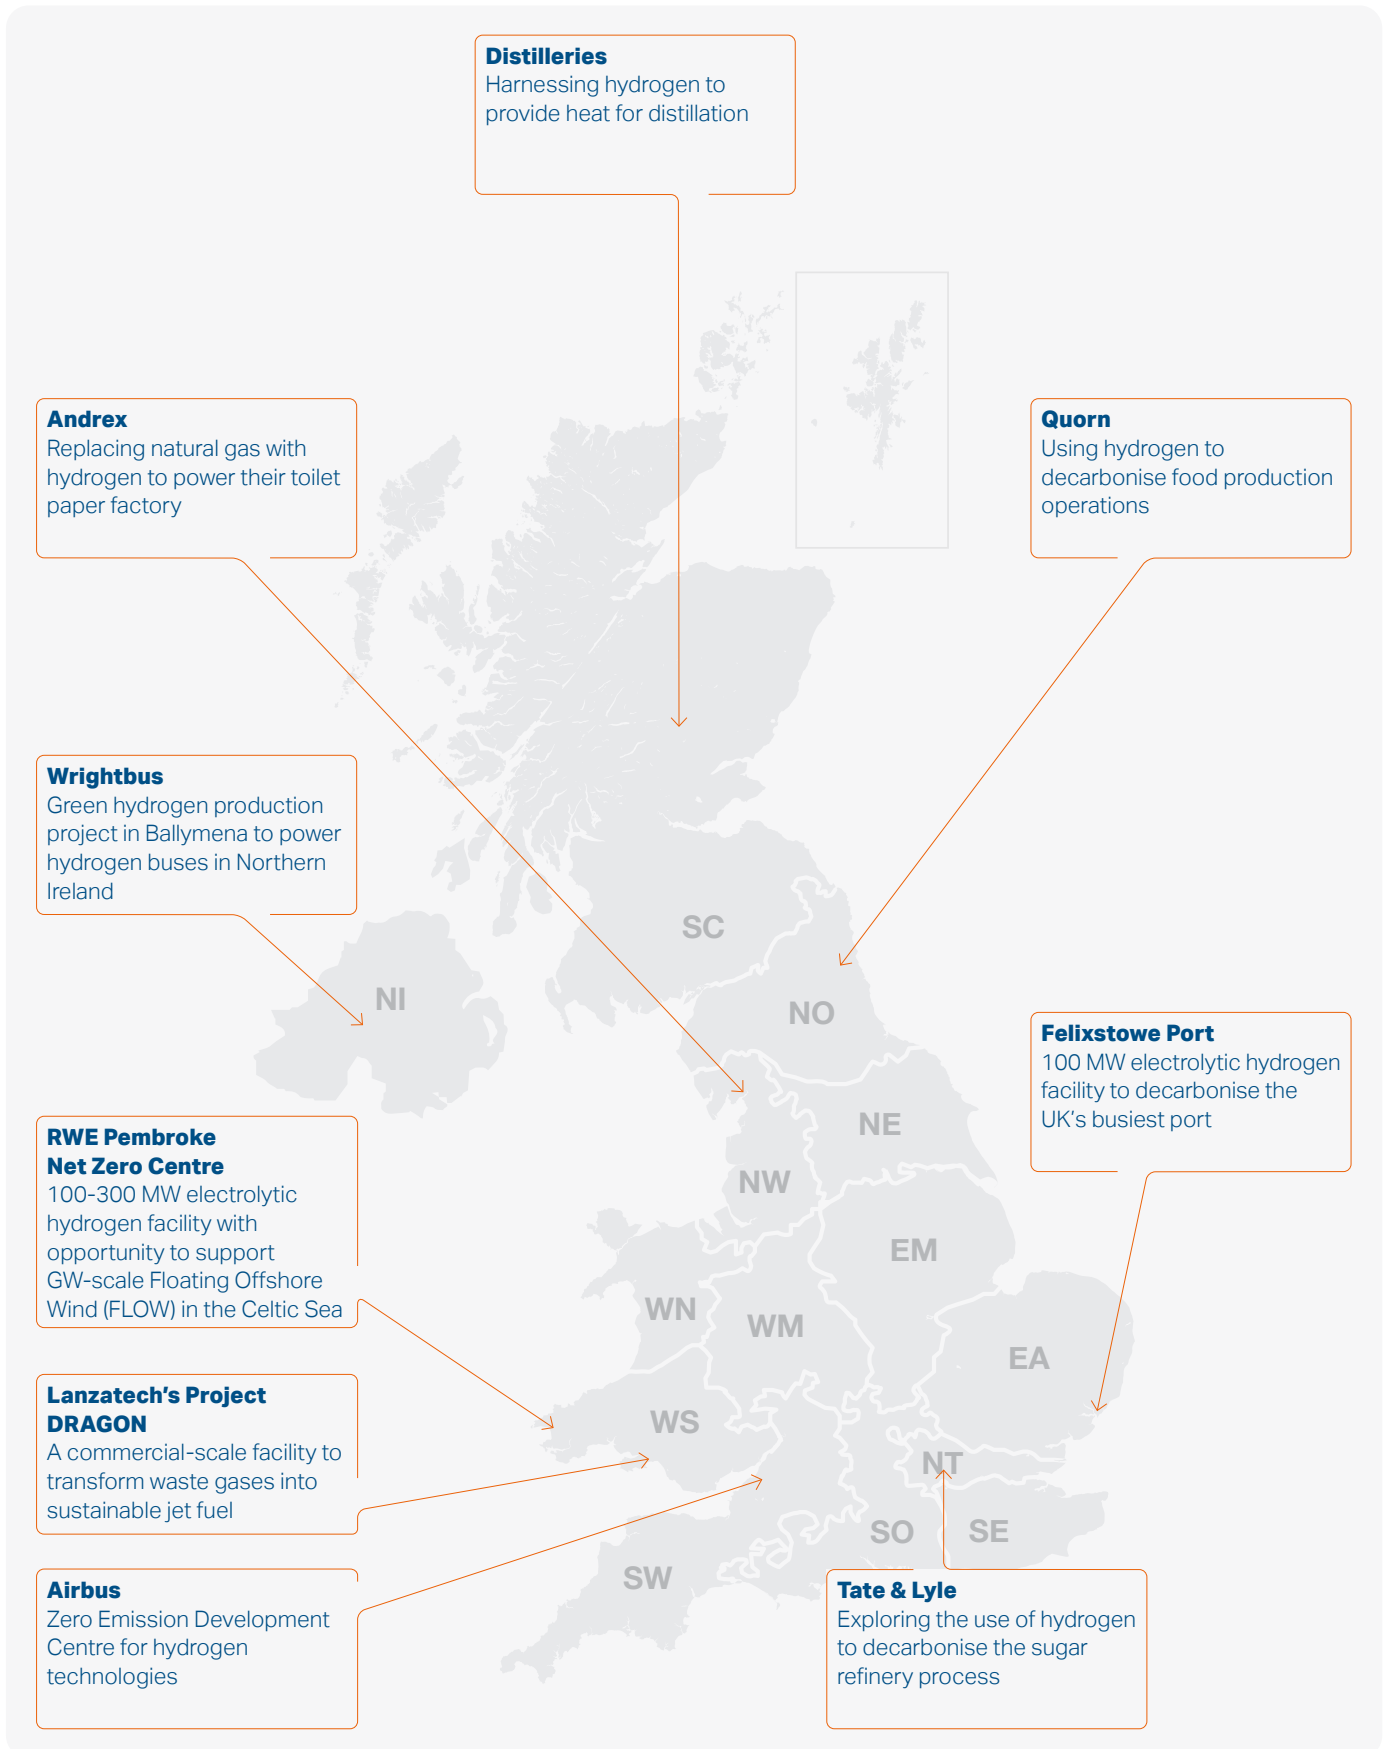 Distilleries
Harnessing hydrogen to
provide heat for distillation
Andrex
Replacing natural gas with
hydrogen to power their toilet
paper factory
Quorn
Using hydrogen to
decarbonise food production
operations
Wrightbus
Green hydrogen production
project in Ballymena to power
hydrogen buses in Northern
Ireland
SC
NI
NO
Felixstowe Port
100 MW electrolytic hydrogen
facility to decarbonise the
UK's busiest port
NE
RWE Pembroke
Net Zero Centre
100-300 MW electrolytic
hydrogen facility with
opportunity to support
GW-scale Floating Offshore
Wind (FLOW) in the Celtic Sea
NW
EM
WN
WM
EA
Lanzatech's Project
DRAGON
A commercial-scale facility to
transform waste gases into
sustainable jet fuel
WS
NT
SO
SE
SW
Airbus
Zero Emission Development
Centre for hydrogen
technologies
Tate & Lyle
Exploring the use of hydrogen
to decarbonise the sugar
refinery process